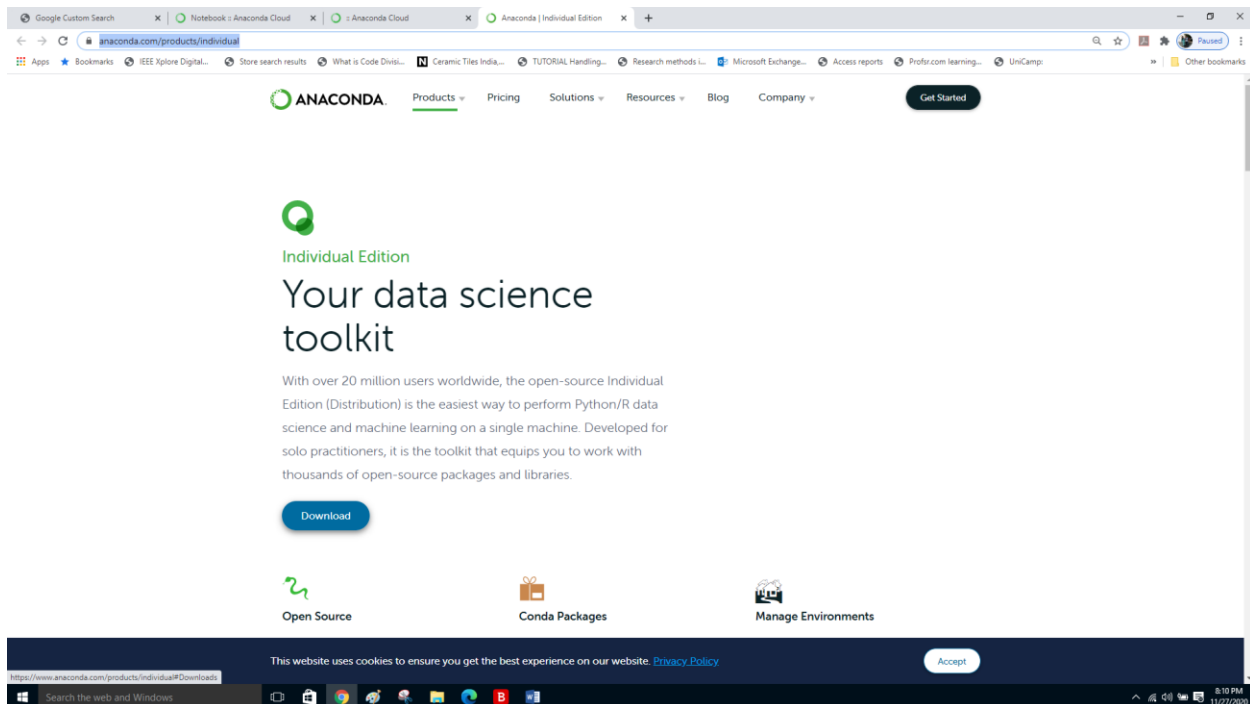 Google Custom Search
Notebook :: Anaconda Cloud
:: Anaconda Cloud
Anaconda | Individual Edition
anaconda.com/products/individual
Paused
Apps Bookmarks IEEE Xplore Digital... Store search results What is Code Divisi... Ceramic Tiles India,... TUTORIAL Handling... Research methods i... Microsoft Exchange... Access reports Profsr.com learning... UniCamp: » Other bookmarks
ANACONDA. Products Pricing Solutions Resources Blog Company Get Started
Individual Edition
Your data science
toolkit
With over 20 million users worldwide, the open-source Individual
Edition (Distribution) is the easiest way to perform Python/R data
science and machine learning on a single machine. Developed for
solo practitioners, it is the toolkit that equips you to work with
thousands of open-source packages and libraries.
Download
Open Source Conda Packages Manage Environments
This website uses cookies to ensure you get the best experience on our website. Privacy Policy Accept
https://www.anaconda.com/products/individual#Downloads
Search the web and Windows
8:10 PM
11/27/2020